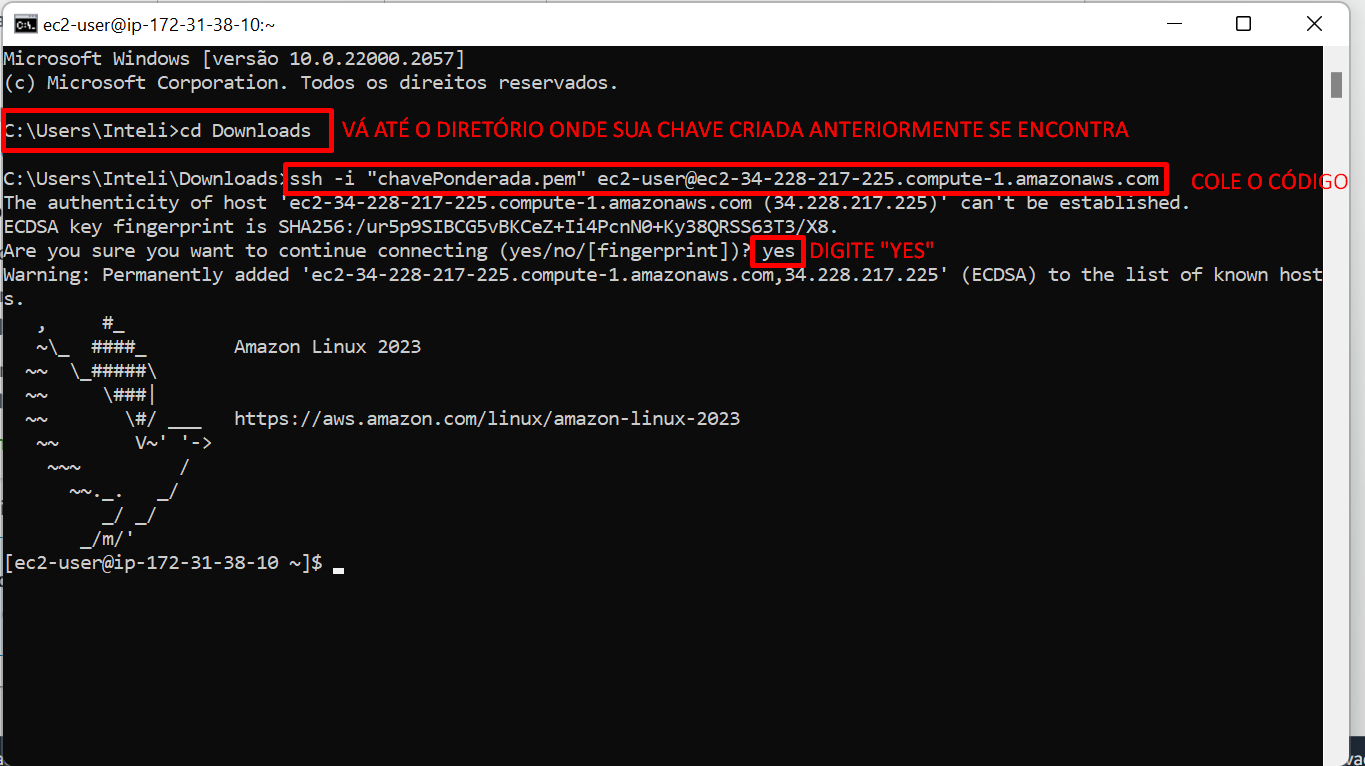 ec2-user@ip-172-31-38-10:~
Microsoft Windows [versão 10.0.22000.2057]
(c) Microsoft Corporation. Todos os direitos reservados.
C:\Users\Inteli>cd Downloads VÁ ATÉ O DIRETÓRIO ONDE SUA CHAVE CRIADA ANTERIORMENTE SE ENCONTRA
C:\Users\Inteli\Downloads>ssh -i "chavePonderada.pem" ec2-user@ec2-34-228-217-225.compute-1.amazonaws.com COLE O CÓDIGO
The authenticity of host 'ec2-34-228-217-225.compute-1.amazonaws.com (34.228.217.225)' can't be established.
ECDSA key fingerprint is SHA256:/ur5p9SIBCG5vBKCeZ+Ii4PcnN0+Ky38QRSS63T3/X8.
Are you sure you want to continue connecting (yes/no/[fingerprint])? yes DIGITE "YES"
Warning: Permanently added 'ec2-34-228-217-225.compute-1.amazonaws.com,34.228.217.225' (ECDSA) to the list of known host
s.
   ,     #_
   ~\_  ####_        Amazon Linux 2023
  ~~  \_#####\
  ~~     \###|
  ~~       \#/ ___   https://aws.amazon.com/linux/amazon-linux-2023
   ~~       V~' '->
    ~~~         /
      ~~._.   _/
         _/ _/
       _/m/'
[ec2-user@ip-172-31-38-10 ~]$